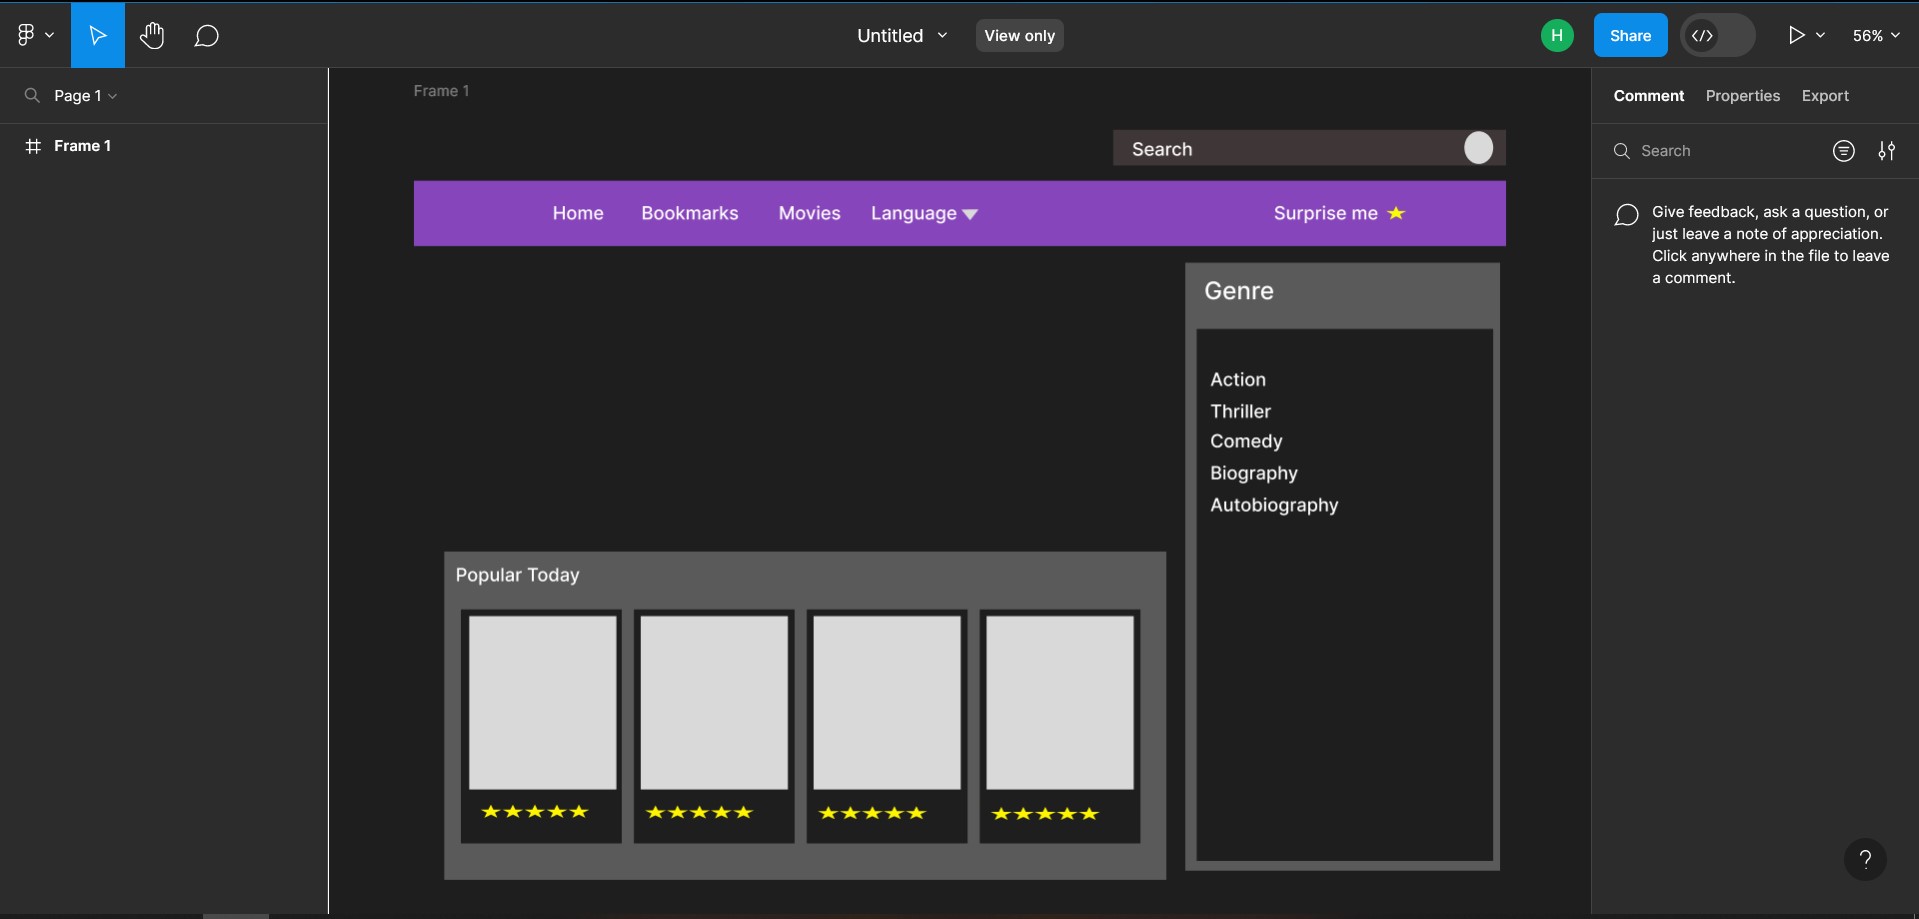 Untitled
View only
H
Share
</>
56%
Page 1
Frame 1
Frame 1
Search
Home Bookmarks Movies Language Surprise me
Genre
Action
Thriller
Comedy
Biography
Autobiography
Popular Today
Comment Properties Export
Search
Give feedback, ask a question, or
just leave a note of appreciation.
Click anywhere in the file to leave
a comment.
?